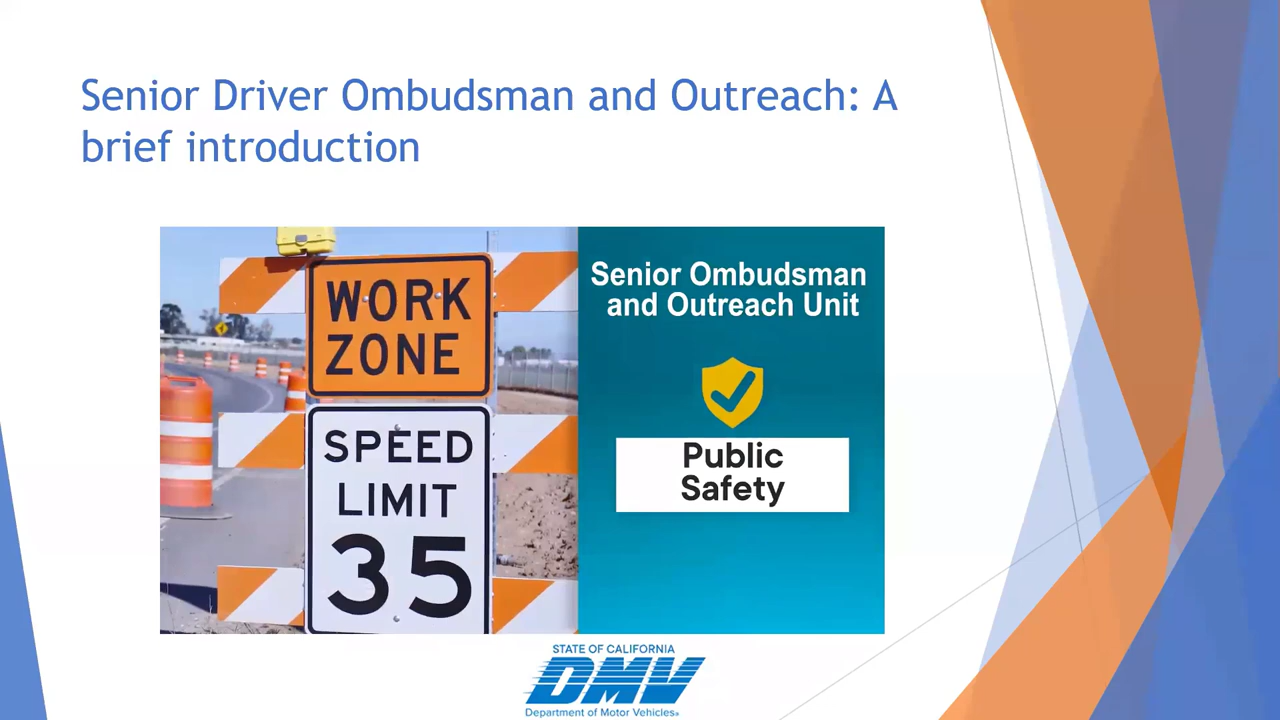 Senior Driver Ombudsman and Outreach: A
brief introduction
WORK
ZONE
SPEED
LIMIT
35
Senior Ombudsman
and Outreach Unit
Public
Safety
STATE OF CALIFORNIA
DMV
Department of Motor Vehicles®